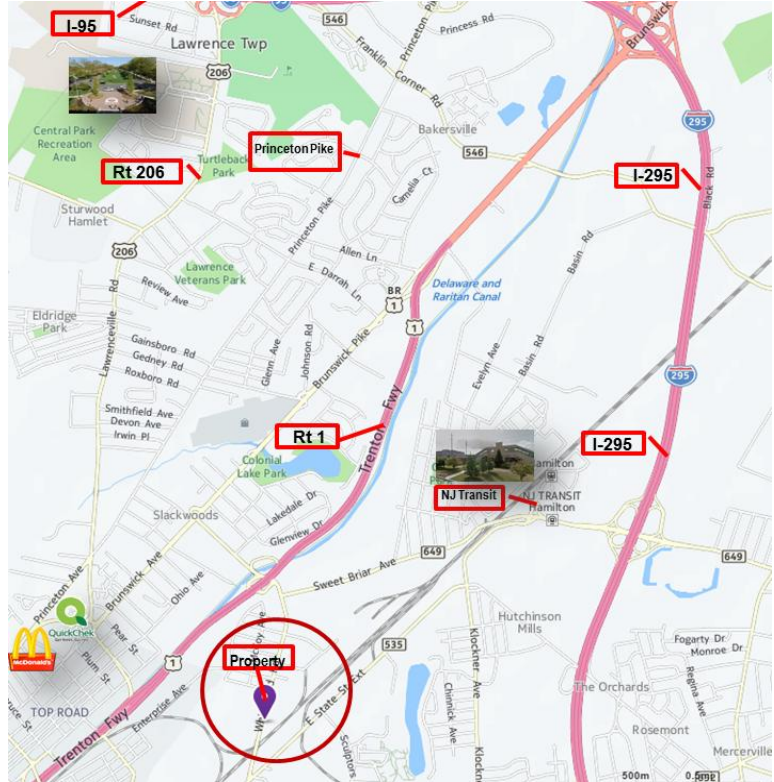 Sunset Rd
I-95
546
Princeton Pi
Princess Rd
Brunswick
Lawrence Twp
Franklin Corner Rd
206
295
Central Park
Recreation
Area
Bakersville
Princeton Pike
546
Rt 206
Turtleback
Park
I-295
Black Rd
Camelia Ct
Sturwood
Hamlet
Princeton Pike
206
Allen Ln
Basin Rd
Lawrence
Veterans Park
E Darrah Ln
Review Ave
BR
1
Delaware and
Raritan Canal
Eldridge
Park
Lawrenceville Rd
1
Gainsboro Rd
Gedney Rd
Roxboro Rd
Glenn Ave
Johnson Rd
Brunswick Pike
Evelyn Ave
Basin Rd
295
Smithfield Ave
Devon Ave
Irwin Pl
Rt 1
Trenton Fwy
I-295
Colonial
Lake Park
Hamilton
NJ Transit
NJ TRANSIT
Hamilton
Lakedale Dr
Slackwoods
Glenview Dr
649
649
Princeton Ave
Brunswick Ave
Ohio Ave
Sweet Briar Ave
QuickChek
McDonald's
Pear St
Plum St
Hutchinson
Mills
535
Property
1
Klockner Ave
Fogarty Dr
Monroe Dr
E State St Ext
Chinnick Ave
Regina Ave
The Orchards
TOP ROAD
Enterprise Ave
Trenton Fwy
Sculptors
Klockner
Rosemont
Mercerville
500m